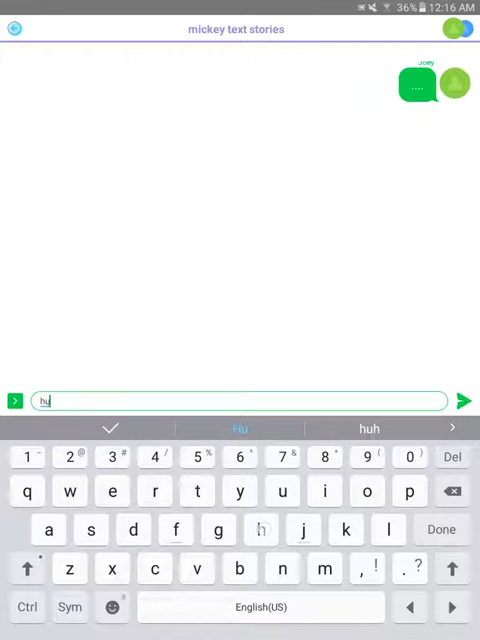 36% 12:16 AM
mickey text stories
Joey
....
hu
Hu huh
1 - 2 @ 3 # 4 / 5 % 6 ^ 7 & 8 * 9 ( 0 ) Del
q w e r t y u i o p
a s d f g h j k l Done
z x c v b n m , ! . ?
Ctrl Sym English(US)